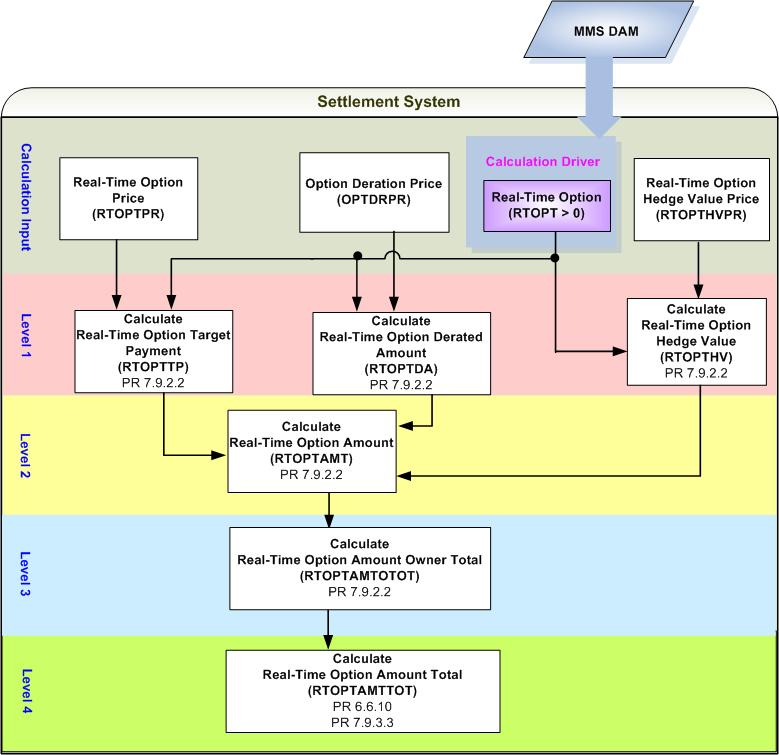 MMS DAM
Settlement System
Calculation Input
Real-Time Option
Price
(RTOPTPR)
Option Deration Price
(OPTDRPR)
Calculation Driver
Real-Time Option
(RTOPT > 0)
Real-Time Option
Hedge Value Price
(RTOPTHVPR)
Level 1
Calculate
Real-Time Option Target
Payment
(RTOPTTP)
PR 7.9.2.2
Calculate
Real-Time Option Derated
Amount
(RTOPTDA)
PR 7.9.2.2
Calculate
Real-Time Option
Hedge Value
(RTOPTHV)
PR 7.9.2.2
Level 2
Calculate
Real-Time Option Amount
(RTOPTAMT)
PR 7.9.2.2
Level 3
Calculate
Real-Time Option Amount Owner Total
(RTOPTAMTOTOT)
PR 7.9.2.2
Level 4
Calculate
Real-Time Option Amount Total
(RTOPTAMTTOT)
PR 6.6.10
PR 7.9.3.3